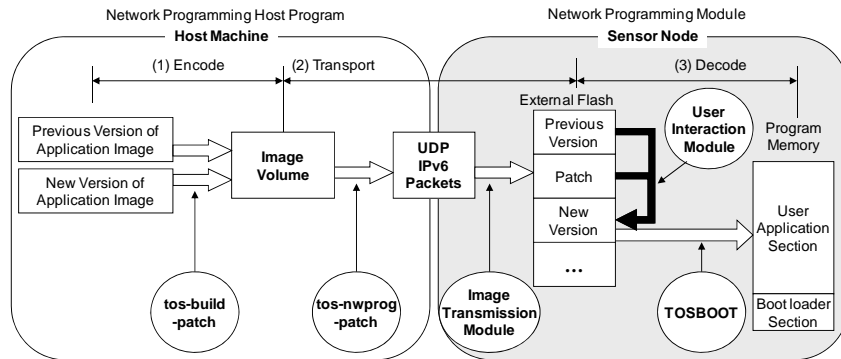 Network Programming Host Program
Network Programming Module
Host Machine
Sensor Node
(1) Encode
(2) Transport
(3) Decode
External Flash
Previous Version of
Application Image
New Version of
Application Image
Image
Volume
UDP
IPv6
Packets
Previous
Version
Patch
New
Version
...
User
Interaction
Module
Program
Memory
User
Application
Section
Boot loader
Section
tos-build
-patch
tos-nwprog
-patch
Image
Transmission
Module
TOSBOOT